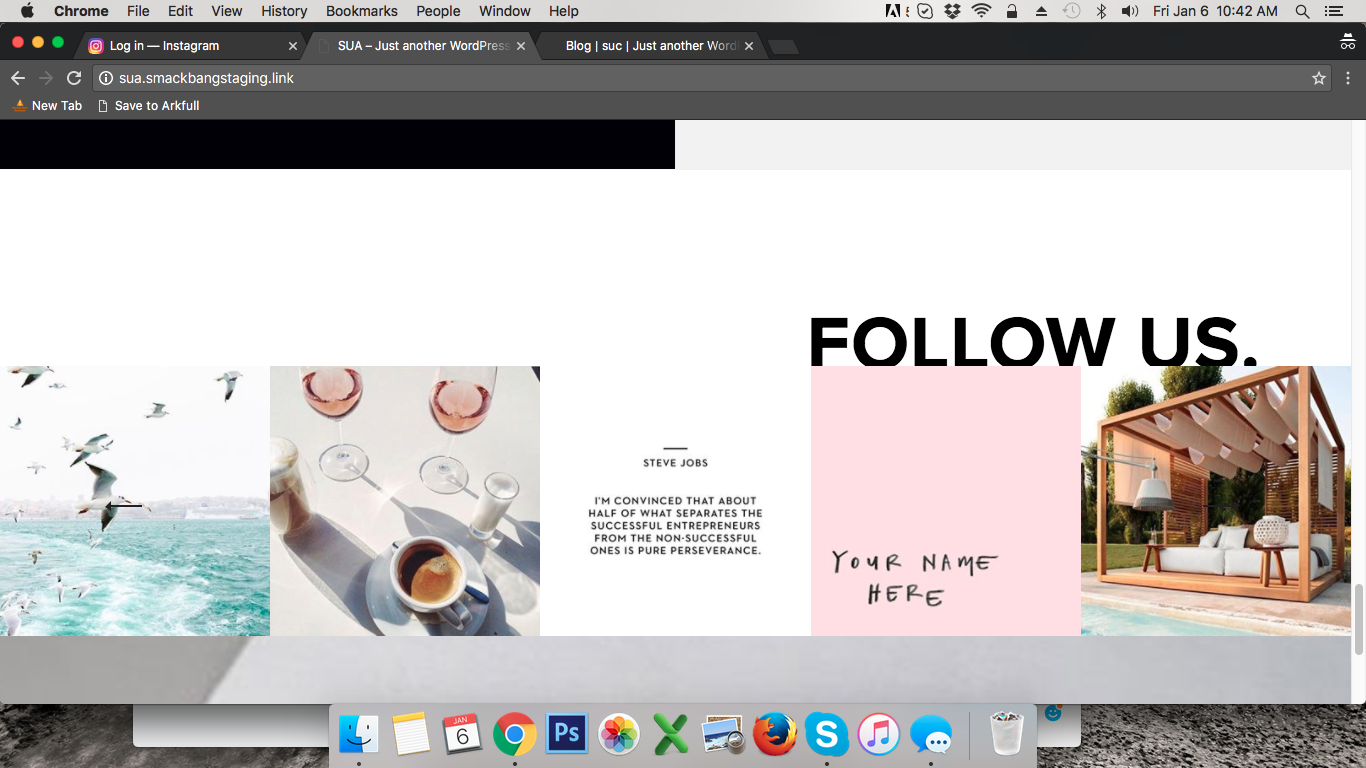 Chrome File Edit View History Bookmarks People Window Help
Fri Jan 6 10:42 AM
Log in — Instagram
SUA – Just another WordPress
Blog | suc | Just another Word
sua.smackbangstaging.link
New Tab
Save to Arkfull
FOLLOW US.
STEVE JOBS
I'M CONVINCED THAT ABOUT
HALF OF WHAT SEPARATES THE
SUCCESSFUL ENTREPRENEURS
FROM THE NON-SUCCESSFUL
ONES IS PURE PERSEVERANCE.
YOUR NAME
HERE
JAN
6
Ps